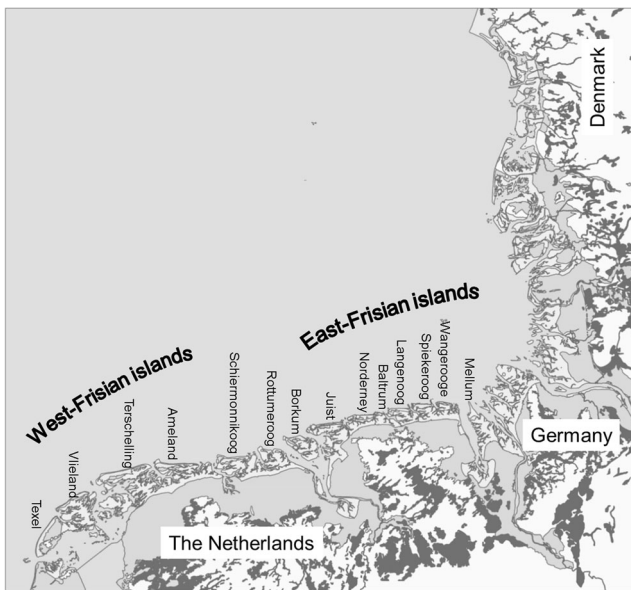 Denmark
East-Frisian islands
West-Frisian islands
Texel
Vlieland
Terschelling
Ameland
Schiermonnikoog
Rottumeroog
Borkum
Juist
Norderney
Baltrum
Langenoog
Spiekeroog
Wangerooge
Mellum
Germany
The Netherlands